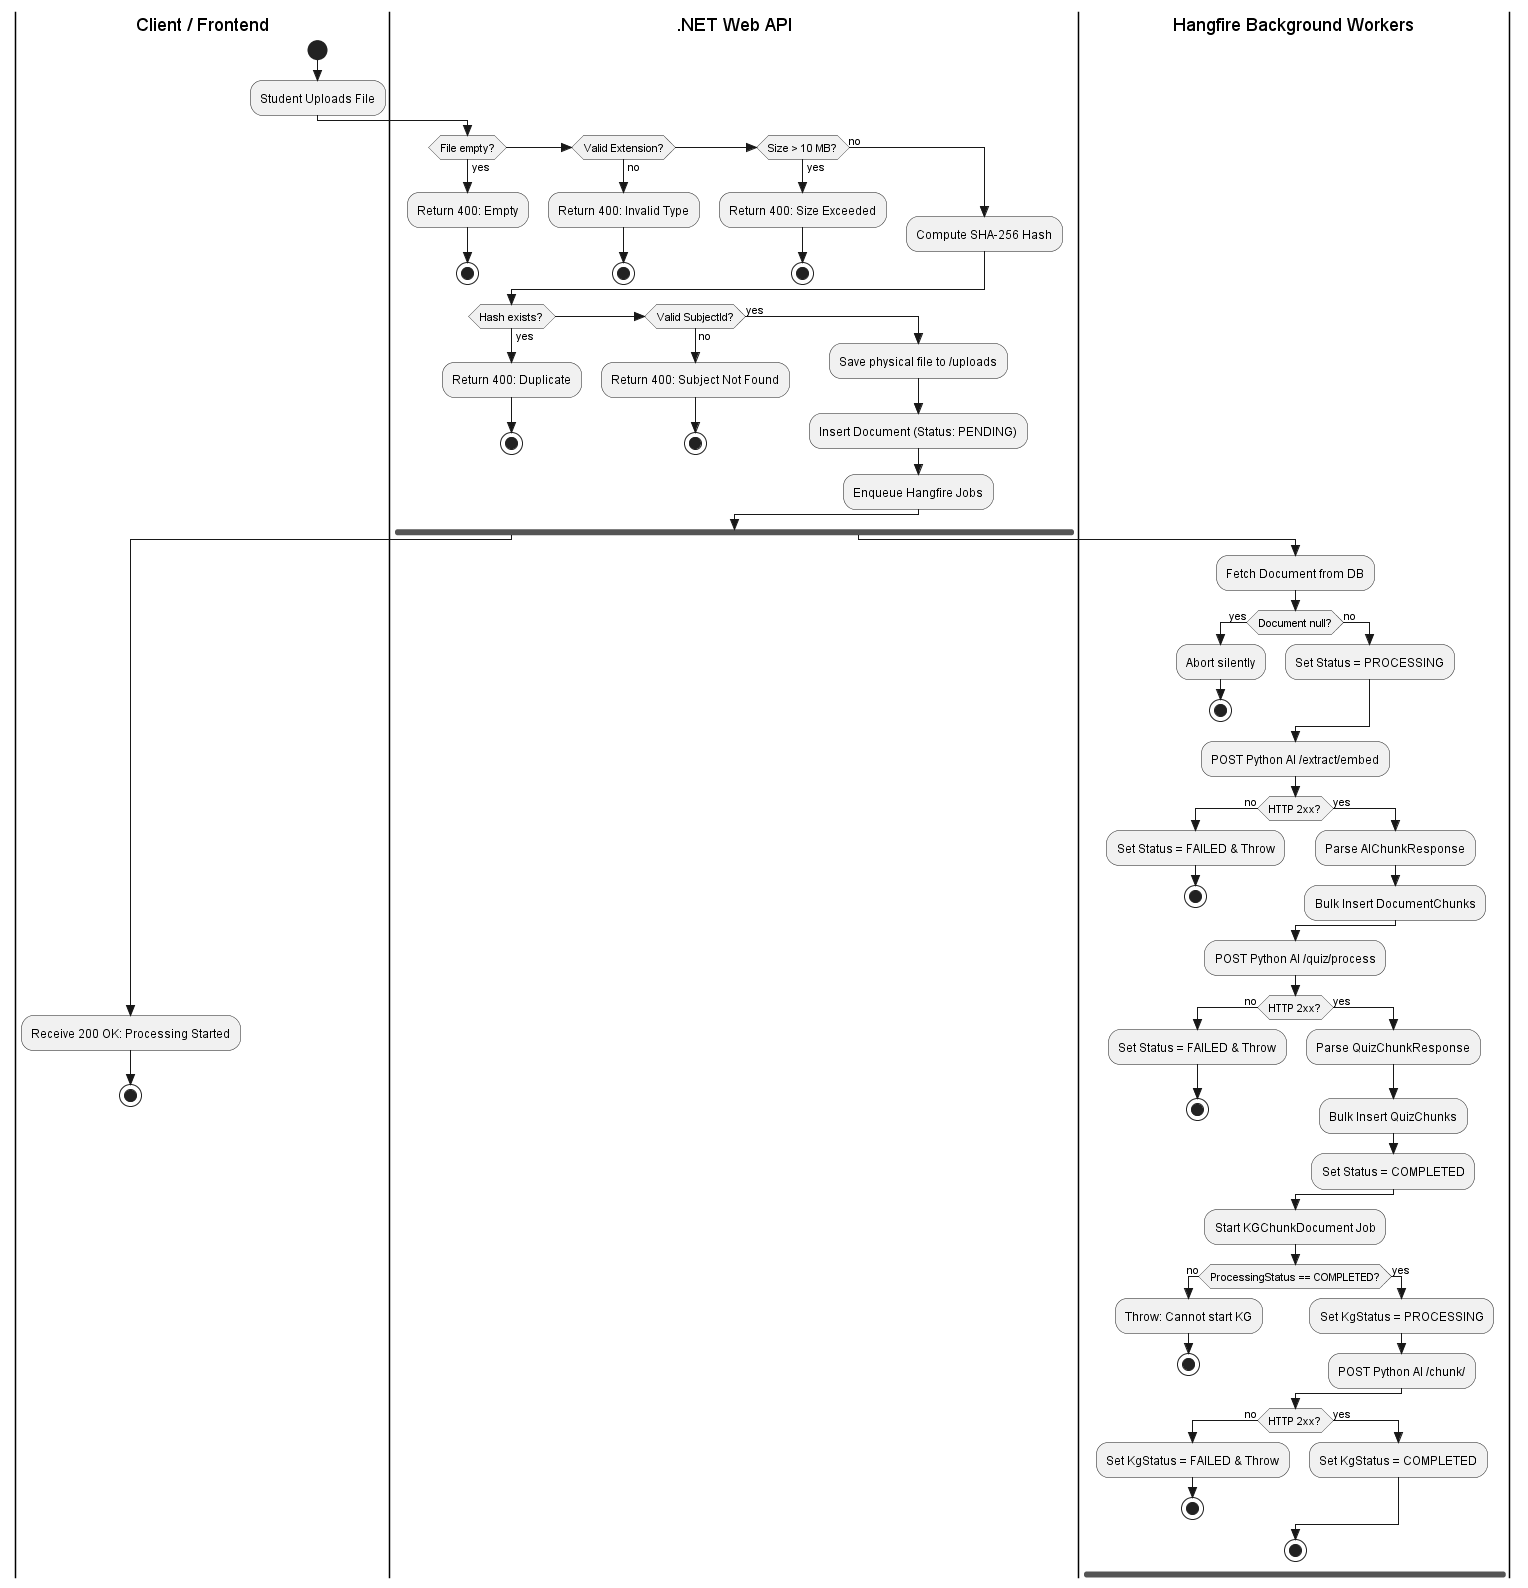 Client / Frontend
.NET Web API
Hangfire Background Workers
Student Uploads File
File empty?
Valid Extension?
Size > 10 MB?
no
yes
no
yes
Return 400: Empty
Return 400: Invalid Type
Return 400: Size Exceeded
Compute SHA-256 Hash
Hash exists?
Valid SubjectId?
yes
yes
no
Save physical file to /uploads
Return 400: Duplicate
Return 400: Subject Not Found
Insert Document (Status: PENDING)
Enqueue Hangfire Jobs
Fetch Document from DB
yes
Document null?
no
Abort silently
Set Status = PROCESSING
POST Python AI /extract/embed
no
HTTP 2xx?
yes
Set Status = FAILED & Throw
Parse AIChunkResponse
Bulk Insert DocumentChunks
POST Python AI /quiz/process
no
HTTP 2xx?
yes
Receive 200 OK: Processing Started
Set Status = FAILED & Throw
Parse QuizChunkResponse
Bulk Insert QuizChunks
Set Status = COMPLETED
Start KGChunkDocument Job
no
ProcessingStatus == COMPLETED?
yes
Throw: Cannot start KG
Set KgStatus = PROCESSING
POST Python AI /chunk/
no
HTTP 2xx?
yes
Set KgStatus = FAILED & Throw
Set KgStatus = COMPLETED